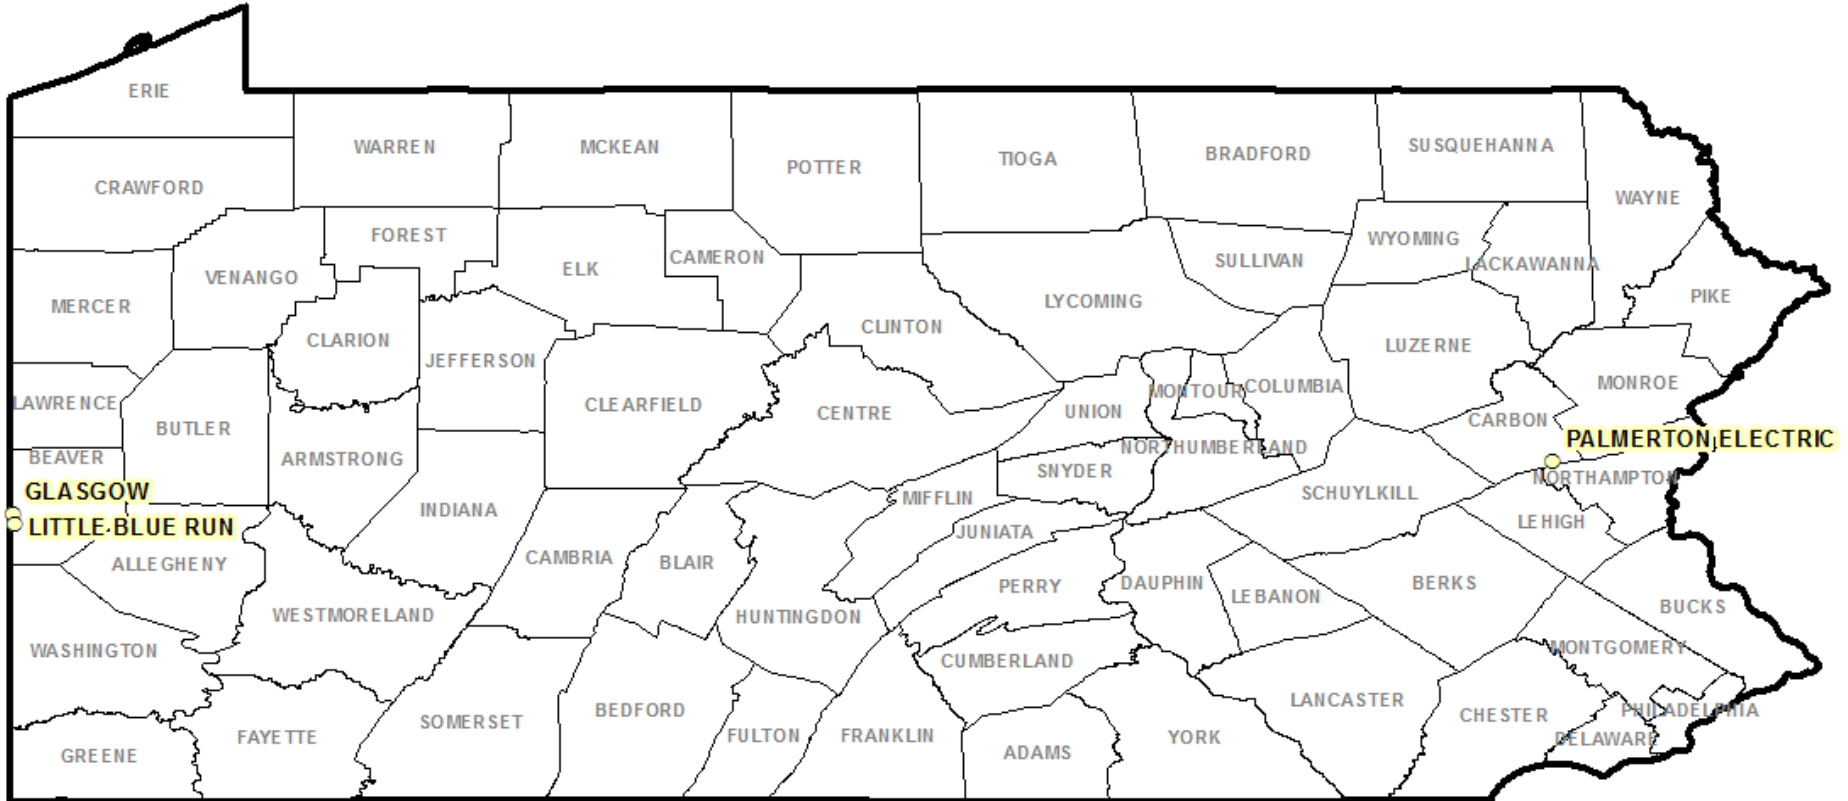 ERIE
WARREN
MCKEAN
POTTER
TIOGA
BRADFORD
SUSQUEHANNA
CRAWFORD
WAYNE
FOREST
WYOMING
VENANGO
ELK
CAMERON
SULLIVAN
LACKAWANNA
MERCER
LYCOMING
PIKE
CLARION
CLINTON
JEFFERSON
LUZERNE
MONROE
LAWRENCE
MONTOUR
COLUMBIA
BUTLER
CLEARFIELD
CENTRE
UNION
CARBON
PALMERTON ELECTRIC
BEAVER
ARMSTRONG
NORTHUMBERLAND
SNYDER
NORTHAMPTON
GLASGOW
MIFFLIN
SCHUYLKILL
INDIANA
LITTLE BLUE RUN
JUNIATA
LEHIGH
ALLEGHENY
CAMBRIA
BLAIR
PERRY
DAUPHIN
LEBANON
BERKS
WESTMORELAND
HUNTINGDON
BUCKS
WASHINGTON
CUMBERLAND
MONTGOMERY
LANCASTER
SOMERSET
BEDFORD
CHESTER
PHILADELPHIA
FAYETTE
FULTON
FRANKLIN
YORK
DELAWARE
GREENE
ADAMS